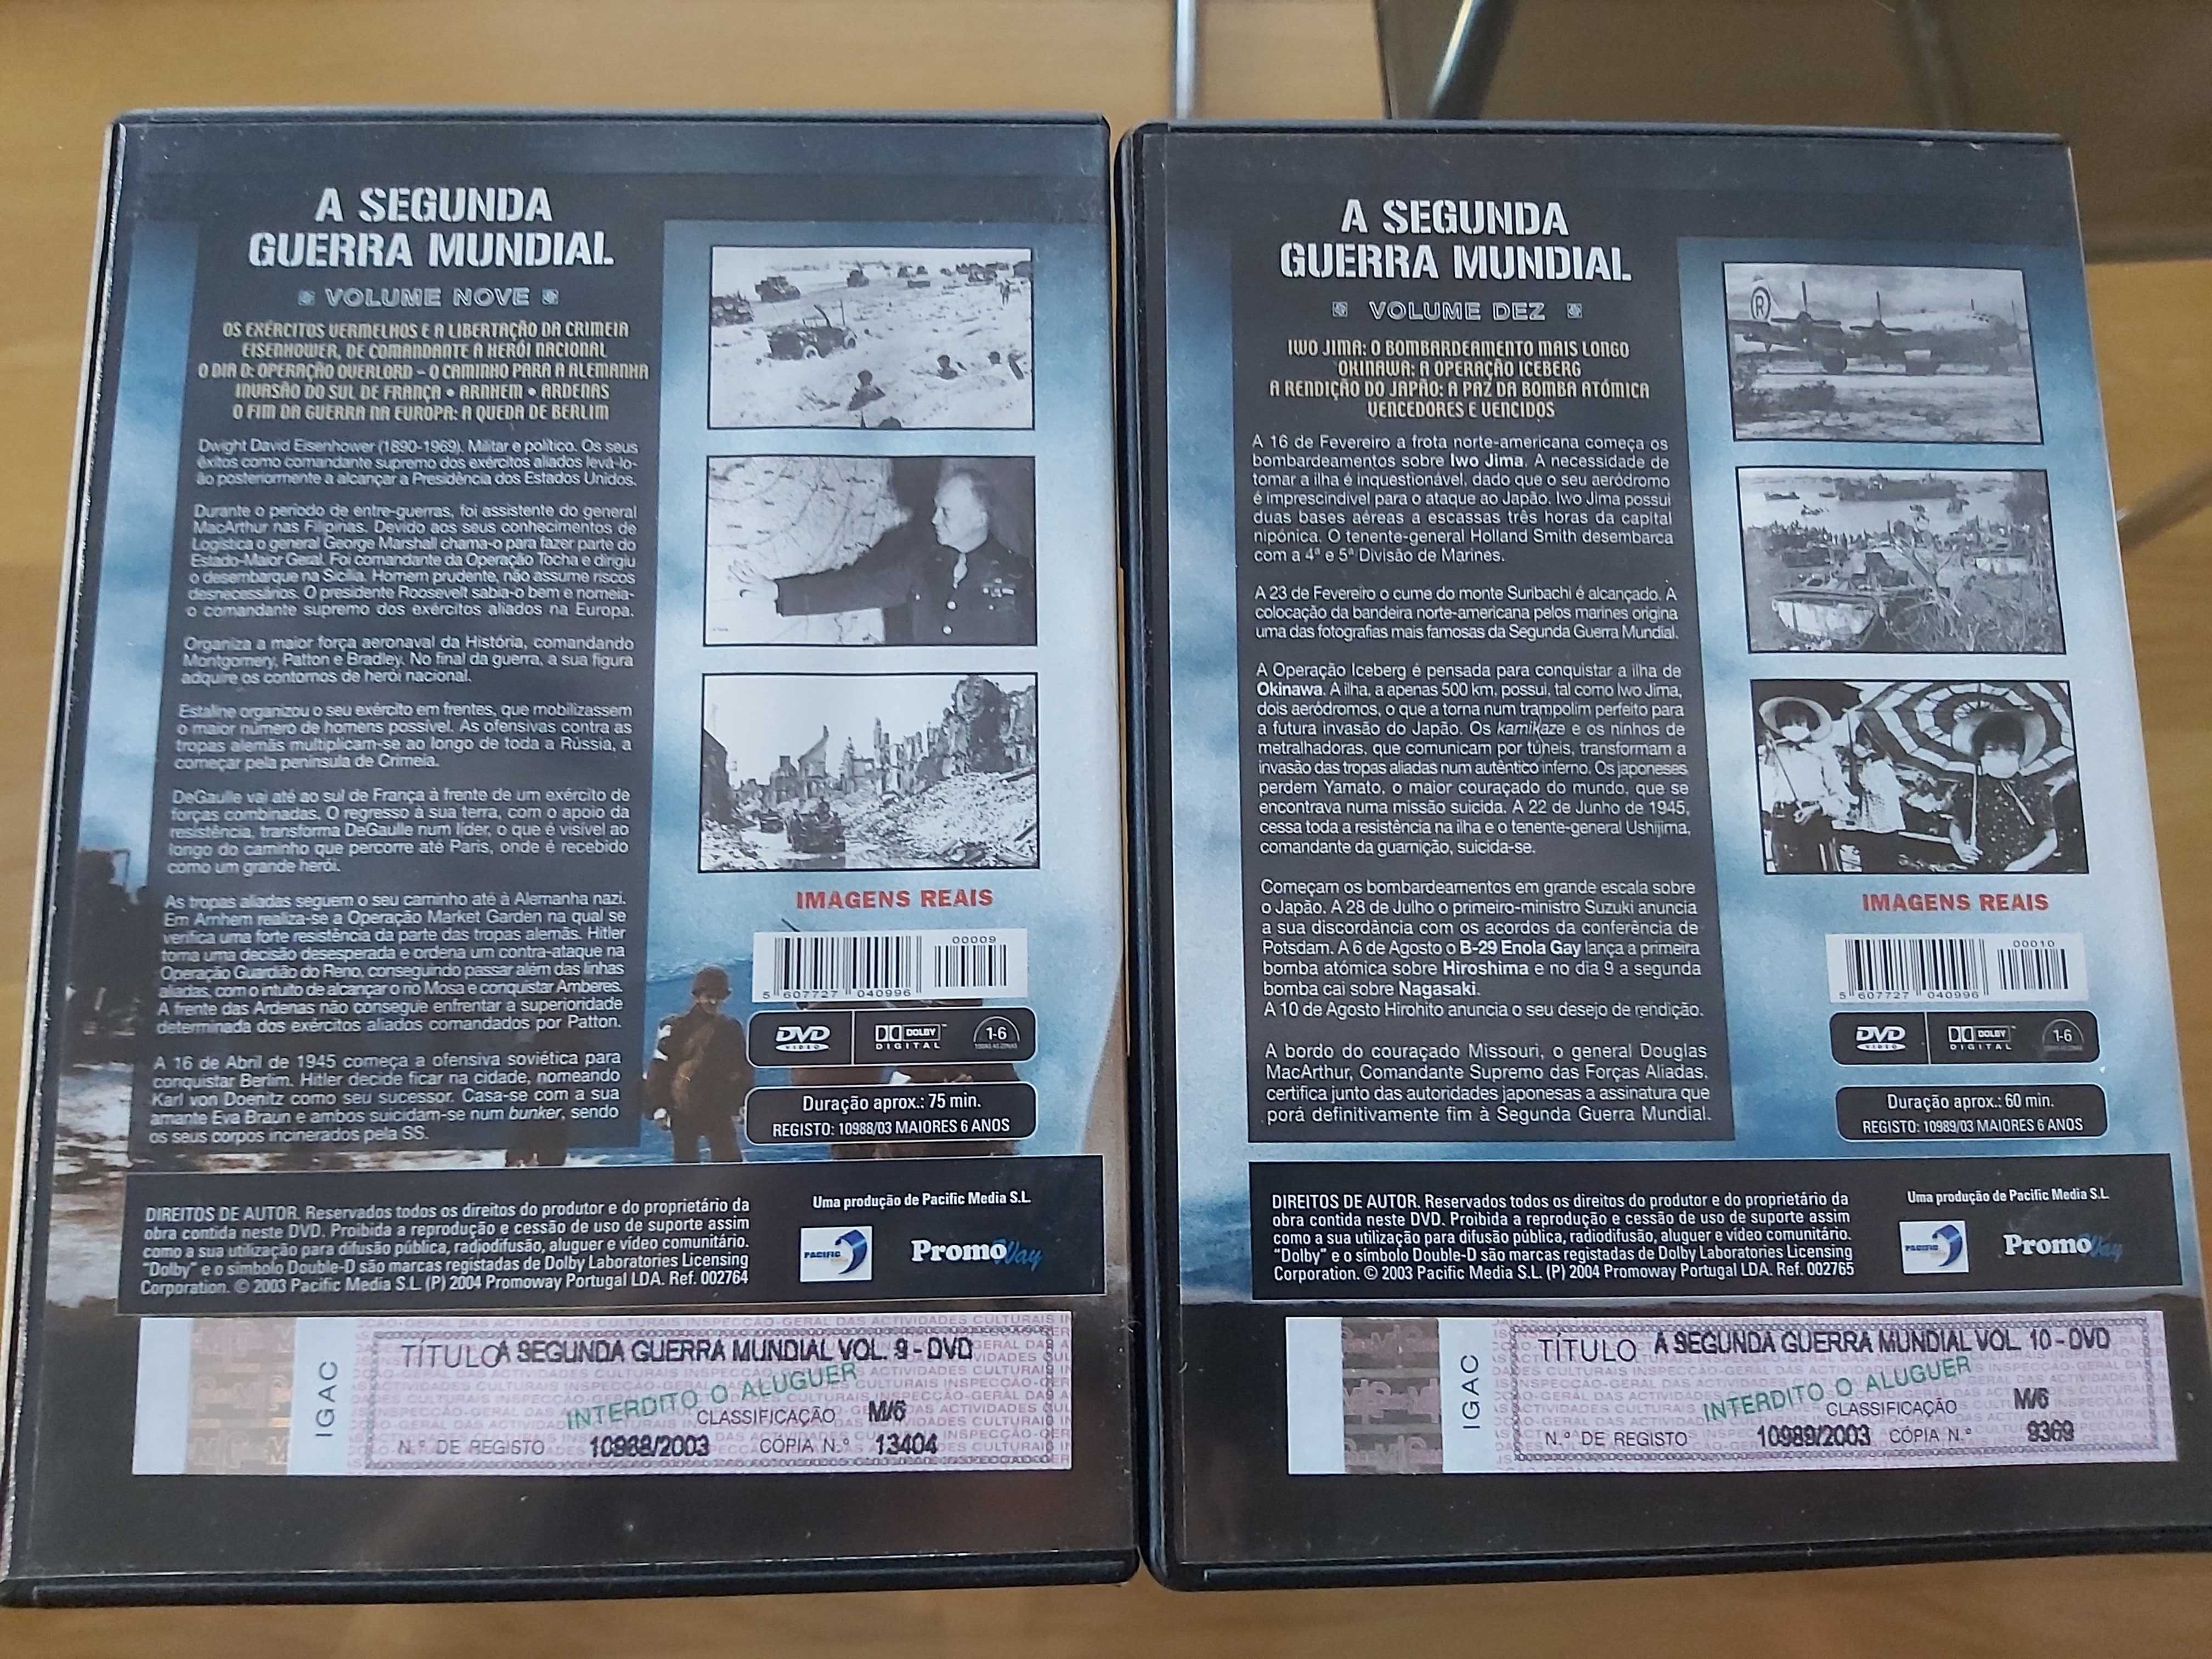 A SEGUNDA
GUERRA MUNDIAL
VOLUME NOVE
OS EXÉRCITOS VERMELHOS E A LIBERTAÇÃO DA CRIMEIA
EISENHOWER, DE COMANDANTE A HERÓI NACIONAL
O DIA D: OPERAÇÃO OVERLORD - O CAMINHO PARA A ALEMANHA
INVASÃO DO SUL DE FRANÇA • ARNHEM • ARDENAS
O FIM DA GUERRA NA EUROPA: A QUEDA DE BERLIM
Dwight David Eisenhower (1890-1969). Militar e político. Os seus
êxitos como comandante supremo dos exércitos aliados levá-lo-
ão posteriormente a alcançar a Presidência dos Estados Unidos.
Durante o período de entre-guerras, foi assistente do general
MacArthur nas Filipinas. Devido aos seus conhecimentos de
Logística o general George Marshall chama-o para fazer parte do
Estado-Maior Geral. Foi comandante da Operação Tocha e dirigiu
o desembarque na Sicília. Homem prudente, não assume riscos
desnecessários. O presidente Roosevelt sabia-o bem e nomeia-
o comandante supremo dos exércitos aliados na Europa.
Organiza a maior força aeronaval da História, comandando
Montgomery, Patton e Bradley. No final da guerra, a sua figura
adquire os contornos de herói nacional.
Estaline organizou o seu exército em frentes, que mobilizassem
o maior número de homens possível. As ofensivas contra as
tropas alemãs multiplicam-se ao longo de toda a Rússia, a
começar pela península de Crimeia.
DeGaulle vai até ao sul de França à frente de um exército de
forças combinadas. O regresso à sua terra, com o apoio da
resistência, transforma DeGaulle num líder, o que é visível ao
longo do caminho que percorre até Paris, onde é recebido
como um grande herói.
As tropas aliadas seguem o seu caminho até à Alemanha nazi.
Em Arnhem realiza-se a Operação Market Garden na qual se
verifica uma forte resistência da parte das tropas alemãs. Hitler
toma uma decisão desesperada e ordena um contra-ataque na
Operação Guardião do Reno, conseguindo passar além das linhas
aliadas, com o intuito de alcançar o rio Mosa e conquistar Amberes.
A frente das Ardenas não consegue enfrentar a superioridade
determinada dos exércitos aliados comandados por Patton.
A 16 de Abril de 1945 começa a ofensiva soviética para
conquistar Berlim. Hitler decide ficar na cidade, nomeando
Karl von Doenitz como seu sucessor. Casa-se com a sua
amante Eva Braun e ambos suicidam-se num bunker, sendo
os seus corpos incinerados pela SS.
IMAGENS REAIS
00009
5 607727 040996
DVD VIDEO
DOLBY DIGITAL
1-6
Duração aprox.: 75 min.
REGISTO: 10988/03 MAIORES 6 ANOS
DIREITOS DE AUTOR. Reservados todos os direitos do produtor e do proprietário da
obra contida neste DVD. Proibida a reprodução e cessão de uso de suporte assim
como a sua utilização para difusão pública, radiodifusão, aluguer e vídeo comunitário.
"Dolby" e o símbolo Double-D são marcas registadas de Dolby Laboratories Licensing
Corporation. © 2003 Pacific Media S.L. (P) 2004 Promoway Portugal LDA. Ref. 002764
Uma produção de Pacific Media S.L.
PACIFIC
PromoWay
IGAC
TÍTULO A SEGUNDA GUERRA MUNDIAL VOL. 9 - DVD
INTERDITO O ALUGUER
CLASSIFICAÇÃO M/6
N.º DE REGISTO 10988/2003 CÓPIA N.º 13404
A SEGUNDA
GUERRA MUNDIAL
VOLUME DEZ
IWO JIMA: O BOMBARDEAMENTO MAIS LONGO
OKINAWA: A OPERAÇÃO ICEBERG
A RENDIÇÃO DO JAPÃO: A PAZ DA BOMBA ATÓMICA
VENCEDORES E VENCIDOS
A 16 de Fevereiro a frota norte-americana começa os
bombardeamentos sobre Iwo Jima. A necessidade de
tomar a ilha é inquestionável, dado que o seu aeródromo
é imprescindível para o ataque ao Japão. Iwo Jima possui
duas bases aéreas a escassas três horas da capital
nipónica. O tenente-general Holland Smith desembarca
com a 4ª e 5ª Divisão de Marines.
A 23 de Fevereiro o cume do monte Suribachi é alcançado. A
colocação da bandeira norte-americana pelos marines origina
uma das fotografias mais famosas da Segunda Guerra Mundial.
A Operação Iceberg é pensada para conquistar a ilha de
Okinawa. A ilha, a apenas 500 km, possui, tal como Iwo Jima,
dois aeródromos, o que a torna num trampolim perfeito para
a futura invasão do Japão. Os kamikaze e os ninhos de
metralhadoras, que comunicam por túneis, transformam a
invasão das tropas aliadas num autêntico inferno. Os japoneses
perdem Yamato, o maior couraçado do mundo, que se
encontrava numa missão suicida. A 22 de Junho de 1945,
cessa toda a resistência na ilha e o tenente-general Ushijima,
comandante da guarnição, suicida-se.
Começam os bombardeamentos em grande escala sobre
o Japão. A 28 de Julho o primeiro-ministro Suzuki anuncia
a sua discordância com os acordos da conferência de
Potsdam. A 6 de Agosto o B-29 Enola Gay lança a primeira
bomba atómica sobre Hiroshima e no dia 9 a segunda
bomba cai sobre Nagasaki.
A 10 de Agosto Hirohito anuncia o seu desejo de rendição.
A bordo do couraçado Missouri, o general Douglas
MacArthur, Comandante Supremo das Forças Aliadas,
certifica junto das autoridades japonesas a assinatura que
porá definitivamente fim à Segunda Guerra Mundial.
IMAGENS REAIS
00010
5 607727 040996
DVD VIDEO
DOLBY DIGITAL
1-6
Duração aprox.: 60 min.
REGISTO: 10989/03 MAIORES 6 ANOS
DIREITOS DE AUTOR. Reservados todos os direitos do produtor e do proprietário da
obra contida neste DVD. Proibida a reprodução e cessão de uso de suporte assim
como a sua utilização para difusão pública, radiodifusão, aluguer e vídeo comunitário.
"Dolby" e o símbolo Double-D são marcas registadas de Dolby Laboratories Licensing
Corporation. © 2003 Pacific Media S.L. (P) 2004 Promoway Portugal LDA. Ref. 002765
Uma produção de Pacific Media S.L.
PACIFIC
PromoWay
IGAC
TÍTULO A SEGUNDA GUERRA MUNDIAL VOL. 10 - DVD
INTERDITO O ALUGUER
CLASSIFICAÇÃO M/6
N.º DE REGISTO 10989/2003 CÓPIA N.º 9369